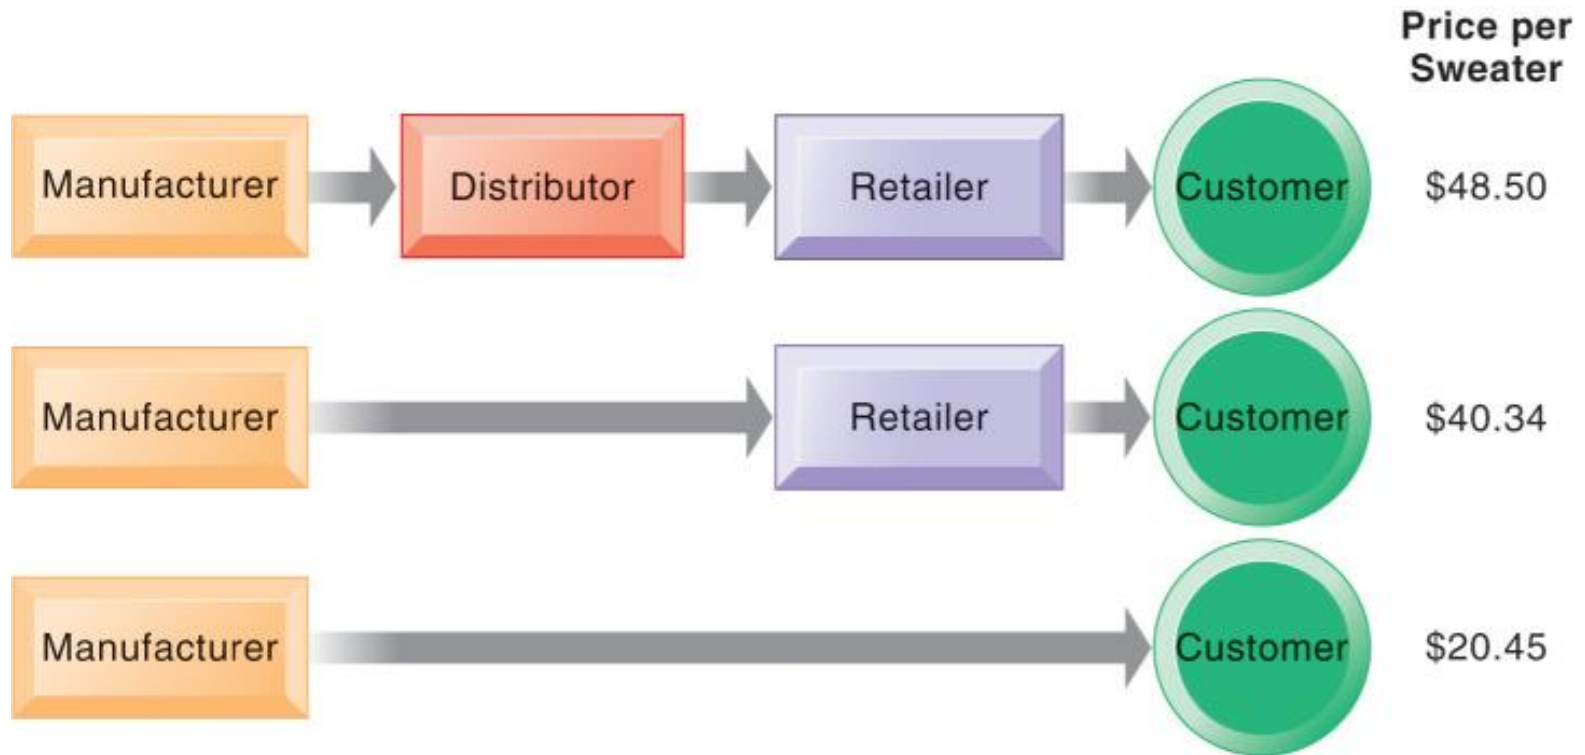 Price per
Sweater
Manufacturer Distributor Retailer Customer $48.50
Manufacturer Retailer Customer $40.34
Manufacturer Customer $20.45